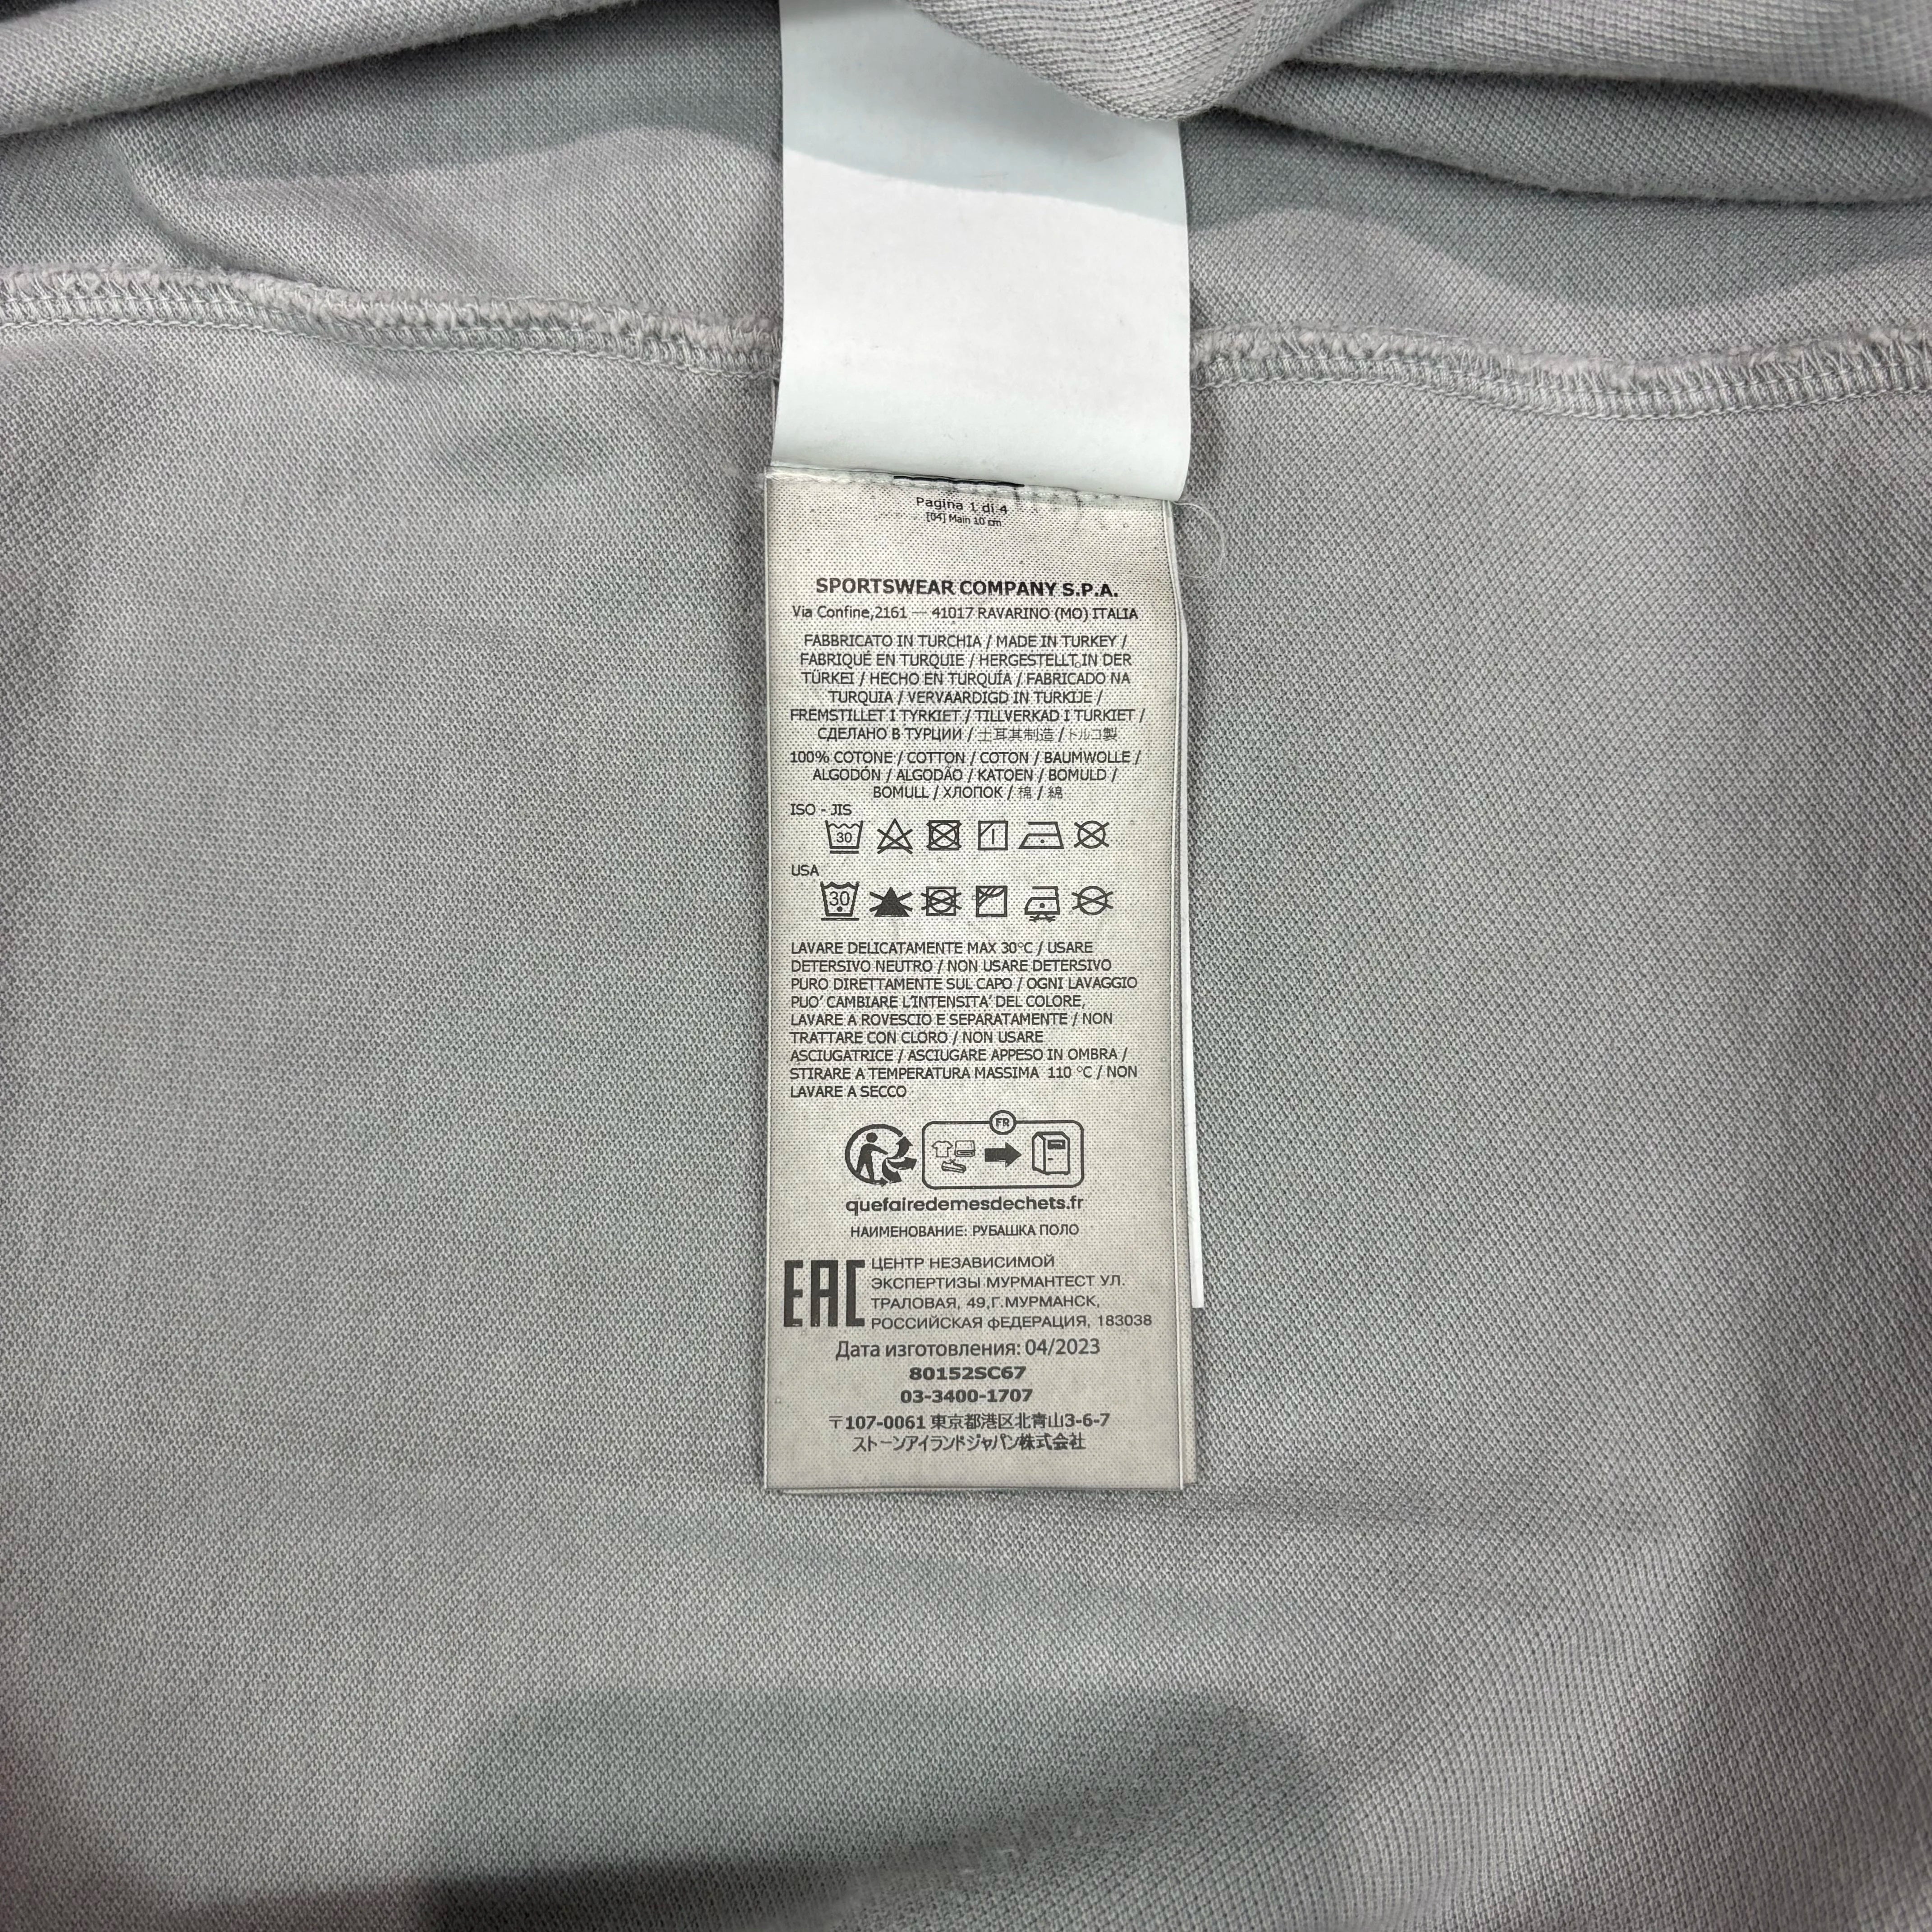 Pagina 1 di 4
[04] Main 10 cm
SPORTSWEAR COMPANY S.P.A.
Via Confine,2161 — 41017 RAVARINO (MO) ITALIA
FABBRICATO IN TURCHIA / MADE IN TURKEY /
FABRIQUÉ EN TURQUIE / HERGESTELLT IN DER
TÜRKEI / HECHO EN TURQUÍA / FABRICADO NA
TURQUIA / VERVAARDIGD IN TURKIJE /
FREMSTILLET I TYRKIET / TILLVERKAD I TURKIET /
СДЕЛАНО В ТУРЦИИ / 土耳其制造 / トルコ製
100% COTONE / COTTON / COTON / BAUMWOLLE /
ALGODÓN / ALGODÃO / KATOEN / BOMULD /
BOMULL / ХЛОПОК / 棉 / 綿
ISO - JIS
30
USA
30
LAVARE DELICATAMENTE MAX 30°C / USARE
DETERSIVO NEUTRO / NON USARE DETERSIVO
PURO DIRETTAMENTE SUL CAPO / OGNI LAVAGGIO
PUO' CAMBIARE L'INTENSITA' DEL COLORE,
LAVARE A ROVESCIO E SEPARATAMENTE / NON
TRATTARE CON CLORO / NON USARE
ASCIUGATRICE / ASCIUGARE APPESO IN OMBRA /
STIRARE A TEMPERATURA MASSIMA 110 °C / NON
LAVARE A SECCO
FR
quefairedemesdechets.fr
НАИМЕНОВАНИЕ: РУБАШКА ПОЛО
EAC ЦЕНТР НЕЗАВИСИМОЙ
ЭКСПЕРТИЗЫ МУРМАНТЕСТ УЛ.
ТРАЛОВАЯ, 49,Г.МУРМАНСК,
РОССИЙСКАЯ ФЕДЕРАЦИЯ, 183038
Дата изготовления: 04/2023
80152SC67
03-3400-1707
〒107-0061 東京都港区北青山3-6-7
ストーンアイランドジャパン株式会社